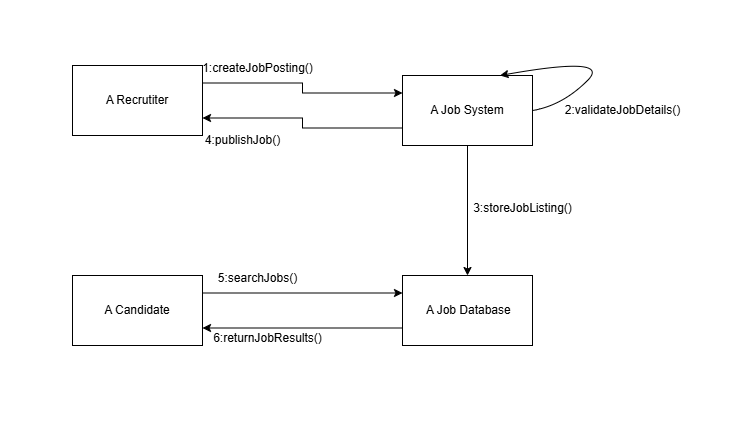 1:createJobPosting()
A Recrutiter
A Job System
2:validateJobDetails()
4:publishJob()
3:storeJobListing()
5:searchJobs()
A Candidate
A Job Database
6:returnJobResults()